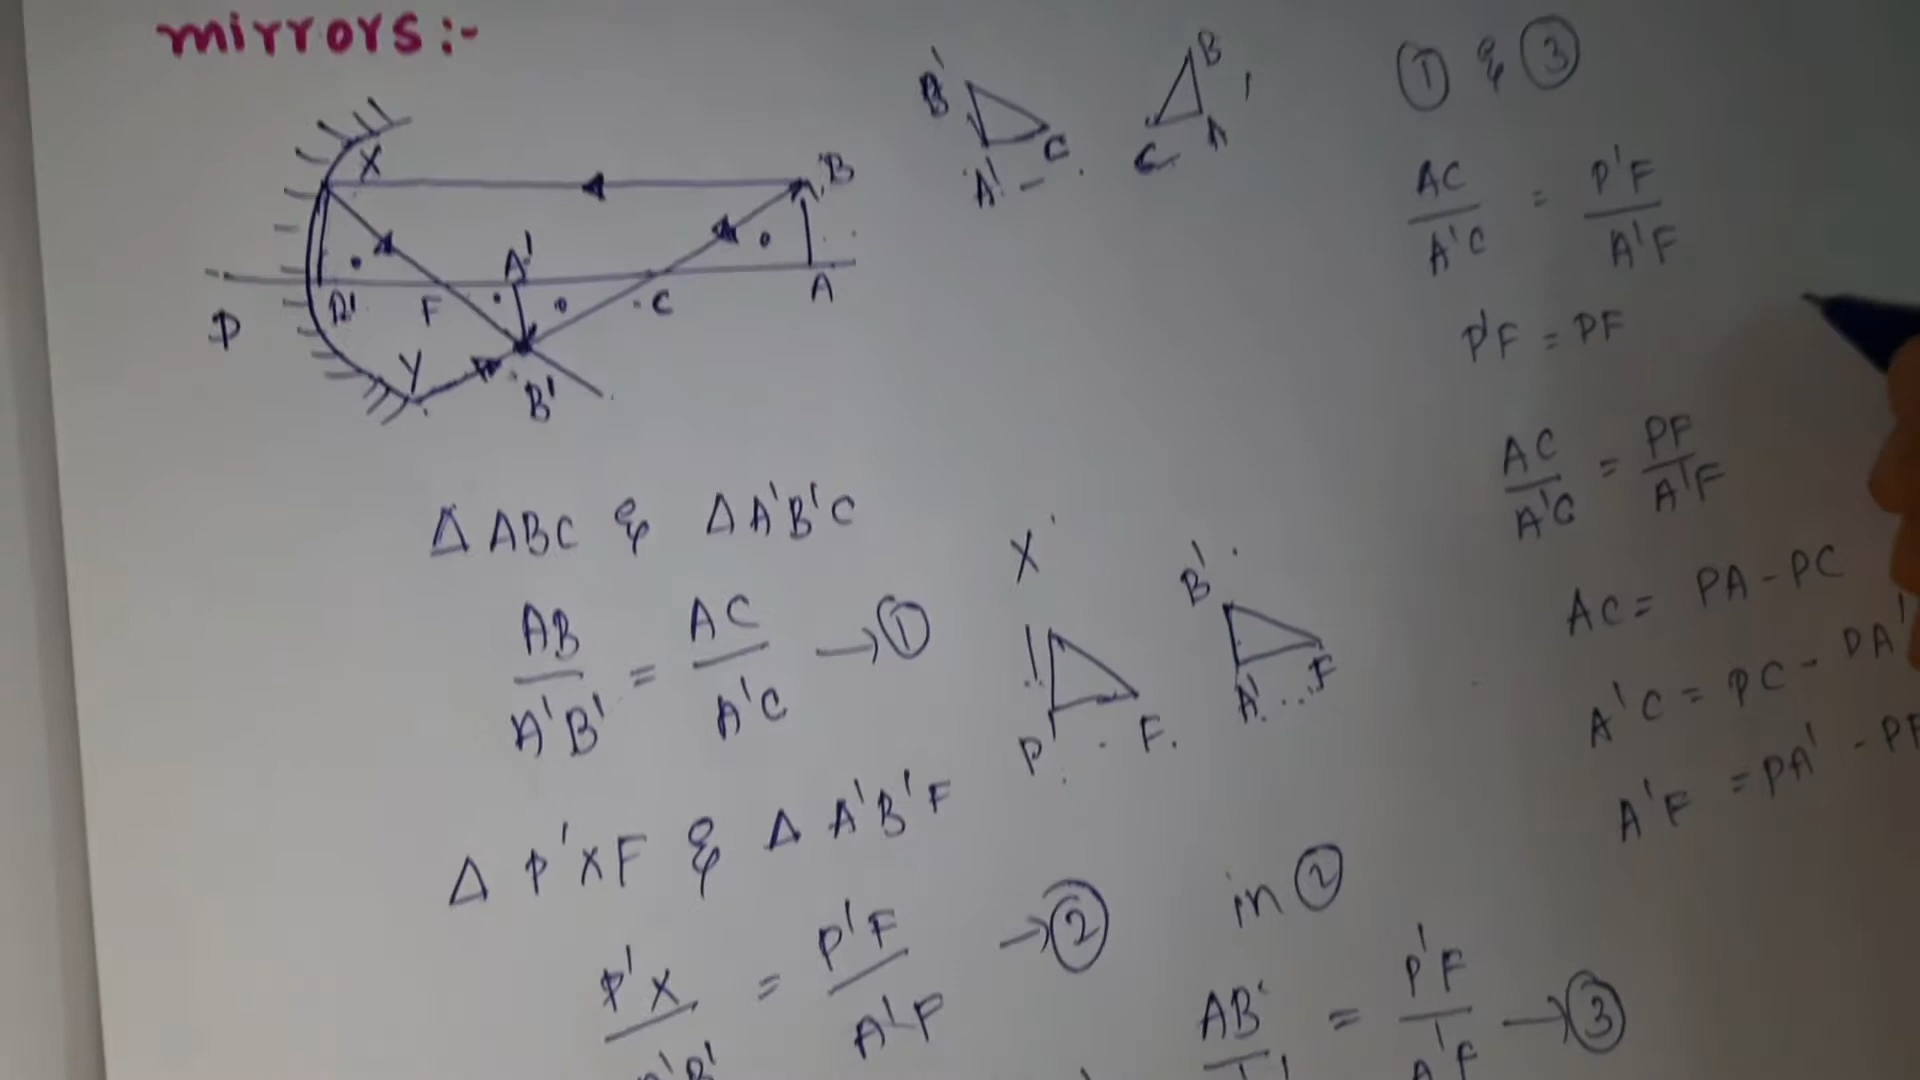 mirrors:-
X
B
A'
P'
F
C
A
P
Y
B'
B'
A'
C
B
C
A
Δ ABC & Δ A'B'C
AB/A'B' = AC/A'C → ①
Δ P'XF & Δ A'B'F
P'X/A'B' = P'F/A'F → ②
X
P'
F
B'
A'
F
in ②
AB/A'B' = P'F/A'F → ③
① & ③
AC/A'C = P'F/A'F
P'F = PF
AC/A'C = PF/A'F
AC = PA - PC
A'C = PC - PA'
A'F = PA' - PF